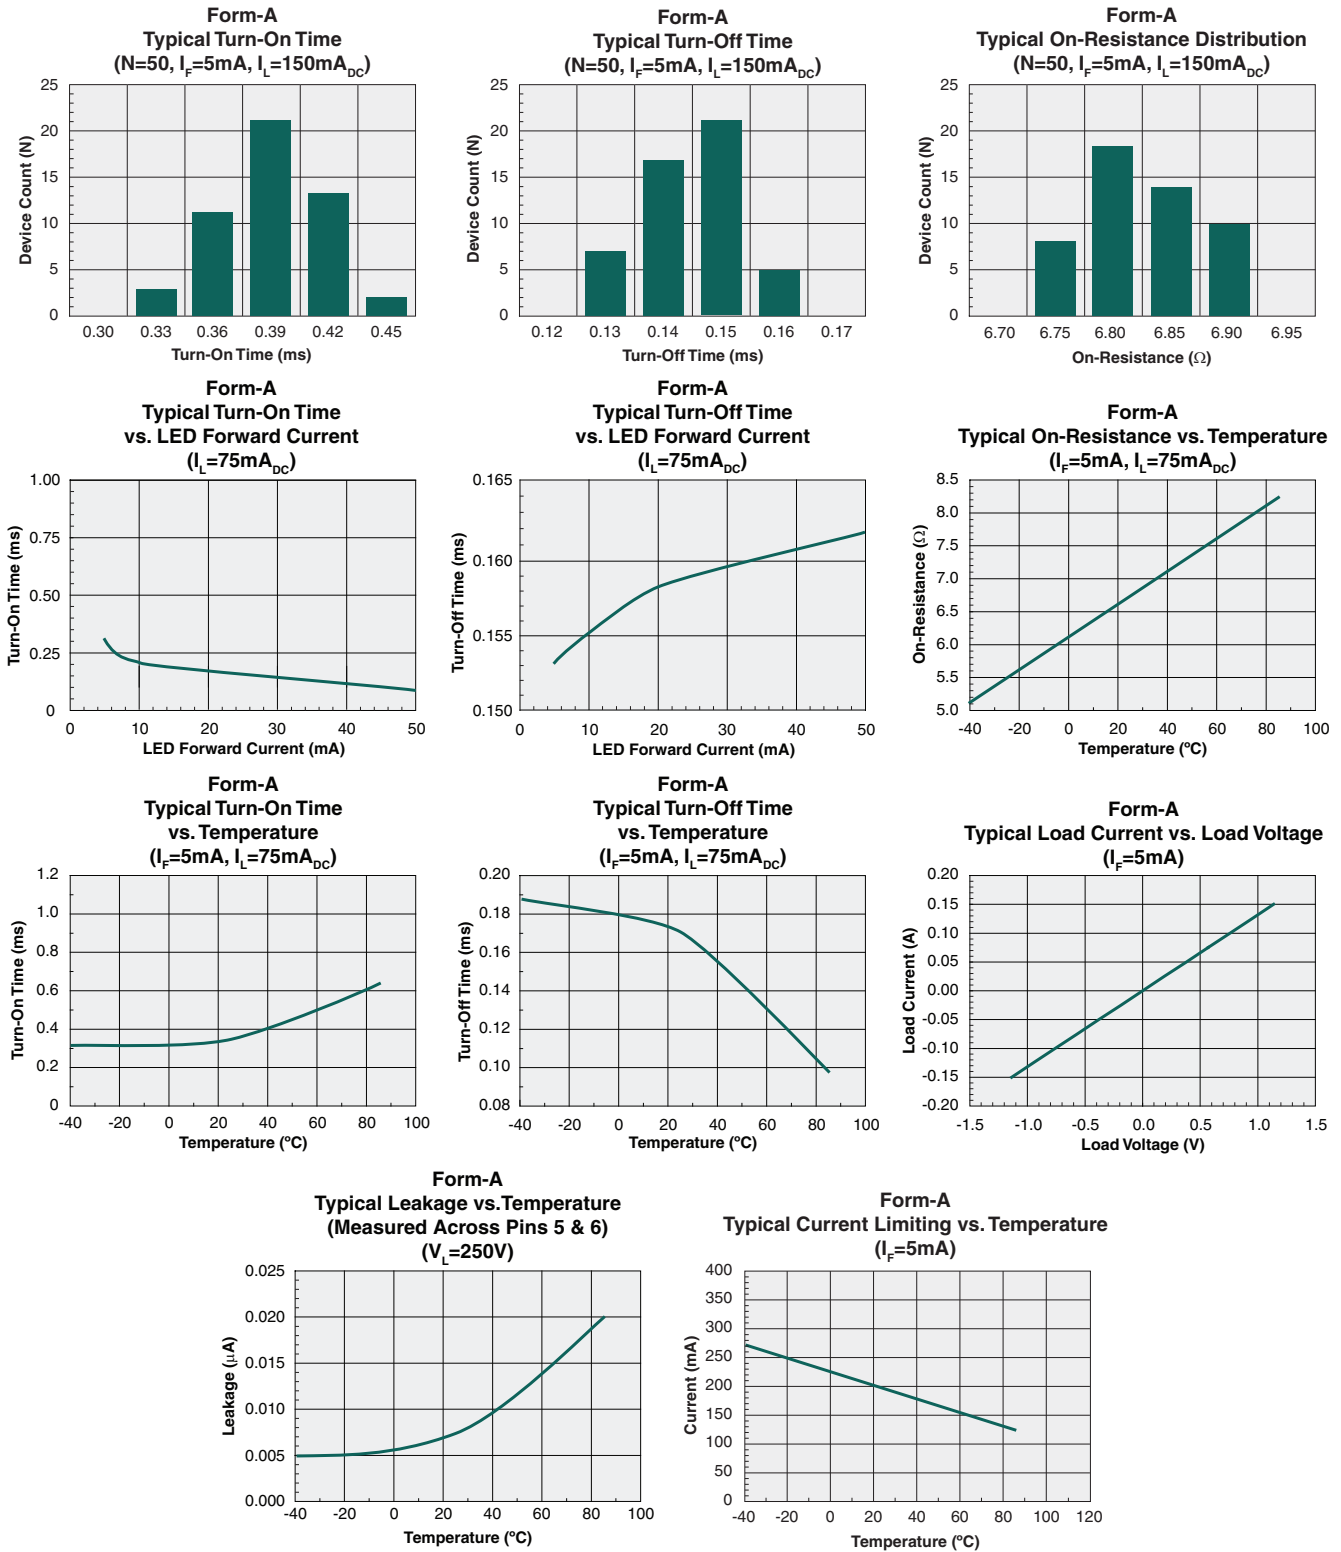 Form-A
Typical Turn-On Time
(N=50, IF=5mA, IL=150mADC)
25
20
15
10
5
0
Device Count (N)
0.30 0.33 0.36 0.39 0.42 0.45
Turn-On Time (ms)
Form-A
Typical Turn-Off Time
(N=50, IF=5mA, IL=150mADC)
25
20
15
10
5
0
Device Count (N)
0.12 0.13 0.14 0.15 0.16 0.17
Turn-Off Time (ms)
Form-A
Typical On-Resistance Distribution
(N=50, IF=5mA, IL=150mADC)
25
20
15
10
5
0
Device Count (N)
6.70 6.75 6.80 6.85 6.90 6.95
On-Resistance (Ω)
Form-A
Typical Turn-On Time
vs. LED Forward Current
(IL=75mADC)
1.00
0.75
0.50
0.25
0
Turn-On Time (ms)
0 10 20 30 40 50
LED Forward Current (mA)
Form-A
Typical Turn-Off Time
vs. LED Forward Current
(IL=75mADC)
0.165
0.160
0.155
0.150
Turn-Off Time (ms)
0 10 20 30 40 50
LED Forward Current (mA)
Form-A
Typical On-Resistance vs. Temperature
(IF=5mA, IL=75mADC)
8.5
8.0
7.5
7.0
6.5
6.0
5.5
5.0
On-Resistance (Ω)
-40 -20 0 20 40 60 80 100
Temperature (ºC)
Form-A
Typical Turn-On Time
vs. Temperature
(IF=5mA, IL=75mADC)
1.2
1.0
0.8
0.6
0.4
0.2
0
Turn-On Time (ms)
-40 -20 0 20 40 60 80 100
Temperature (ºC)
Form-A
Typical Turn-Off Time
vs. Temperature
(IF=5mA, IL=75mADC)
0.20
0.18
0.16
0.14
0.12
0.10
0.08
Turn-Off Time (ms)
-40 -20 0 20 40 60 80 100
Temperature (ºC)
Form-A
Typical Load Current vs. Load Voltage
(IF=5mA)
0.20
0.15
0.10
0.05
0.00
-0.05
-0.10
-0.15
-0.20
Load Current (A)
-1.5 -1.0 -0.5 0.0 0.5 1.0 1.5
Load Voltage (V)
Form-A
Typical Leakage vs.Temperature
(Measured Across Pins 5 & 6)
(VL=250V)
0.025
0.020
0.015
0.010
0.005
0.000
Leakage (μA)
-40 -20 0 20 40 60 80 100
Temperature (ºC)
Form-A
Typical Current Limiting vs. Temperature
(IF=5mA)
400
350
300
250
200
150
100
50
0
Current (mA)
-40 -20 0 20 40 60 80 100 120
Temperature (ºC)